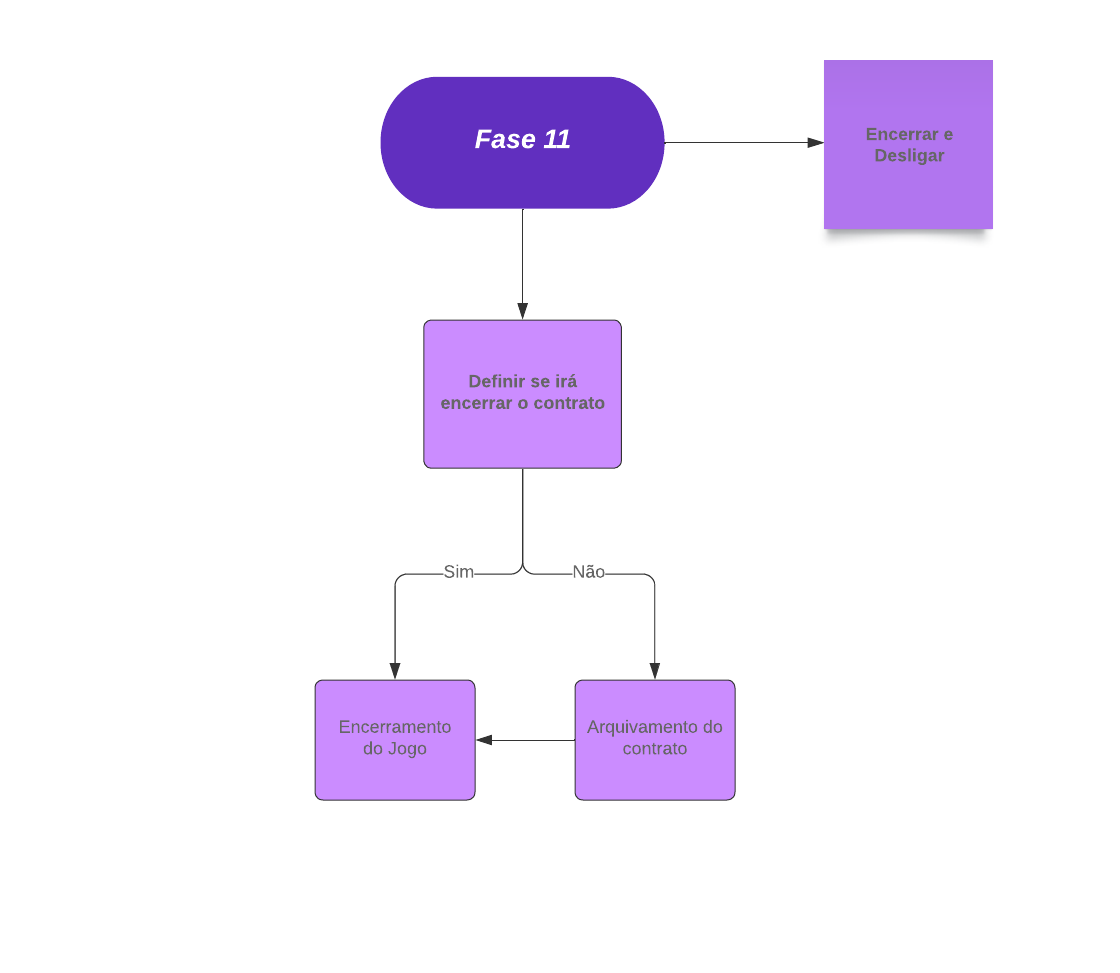 Fase 11
Encerrar e
Desligar
Definir se irá
encerrar o contrato
Sim
Não
Encerramento
do Jogo
Arquivamento do
contrato